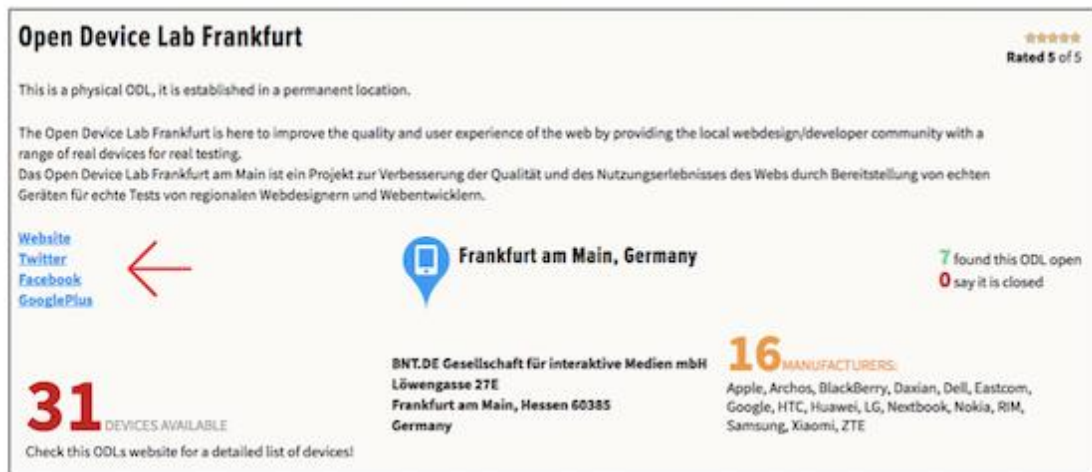 Open Device Lab Frankfurt
Rated 5 of 5
This is a physical ODL, it is established in a permanent location.
The Open Device Lab Frankfurt is here to improve the quality and user experience of the web by providing the local webdesign/developer community with a
range of real devices for real testing.
Das Open Device Lab Frankfurt am Main ist ein Projekt zur Verbesserung der Qualität und des Nutzungserlebnisses des Webs durch Bereitstellung von echten
Geräten für echte Tests von regionalen Webdesignern und Webentwicklern.
Website
Twitter
Facebook
GooglePlus
Frankfurt am Main, Germany
7 found this ODL open
0 say it is closed
31 DEVICES AVAILABLE
Check this ODLs website for a detailed list of devices!
BNT.DE Gesellschaft für interaktive Medien mbH
Löwengasse 27E
Frankfurt am Main, Hessen 60385
Germany
16 MANUFACTURERS:
Apple, Archos, BlackBerry, Daxian, Dell, Eastcom,
Google, HTC, Huawei, LG, Nextbook, Nokia, RIM,
Samsung, Xiaomi, ZTE